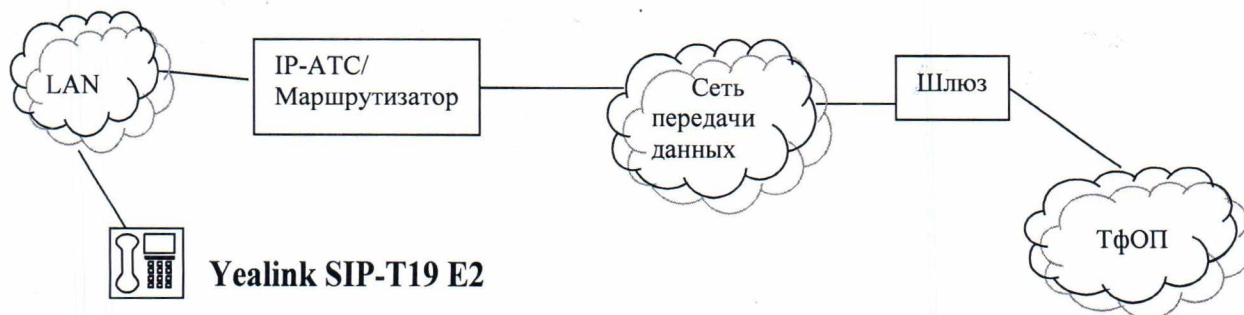 LAN
IP-АТС/
Маршрутизатор
Сеть
передачи
данных
Шлюз
ТфОП
Yealink SIP-T19 E2